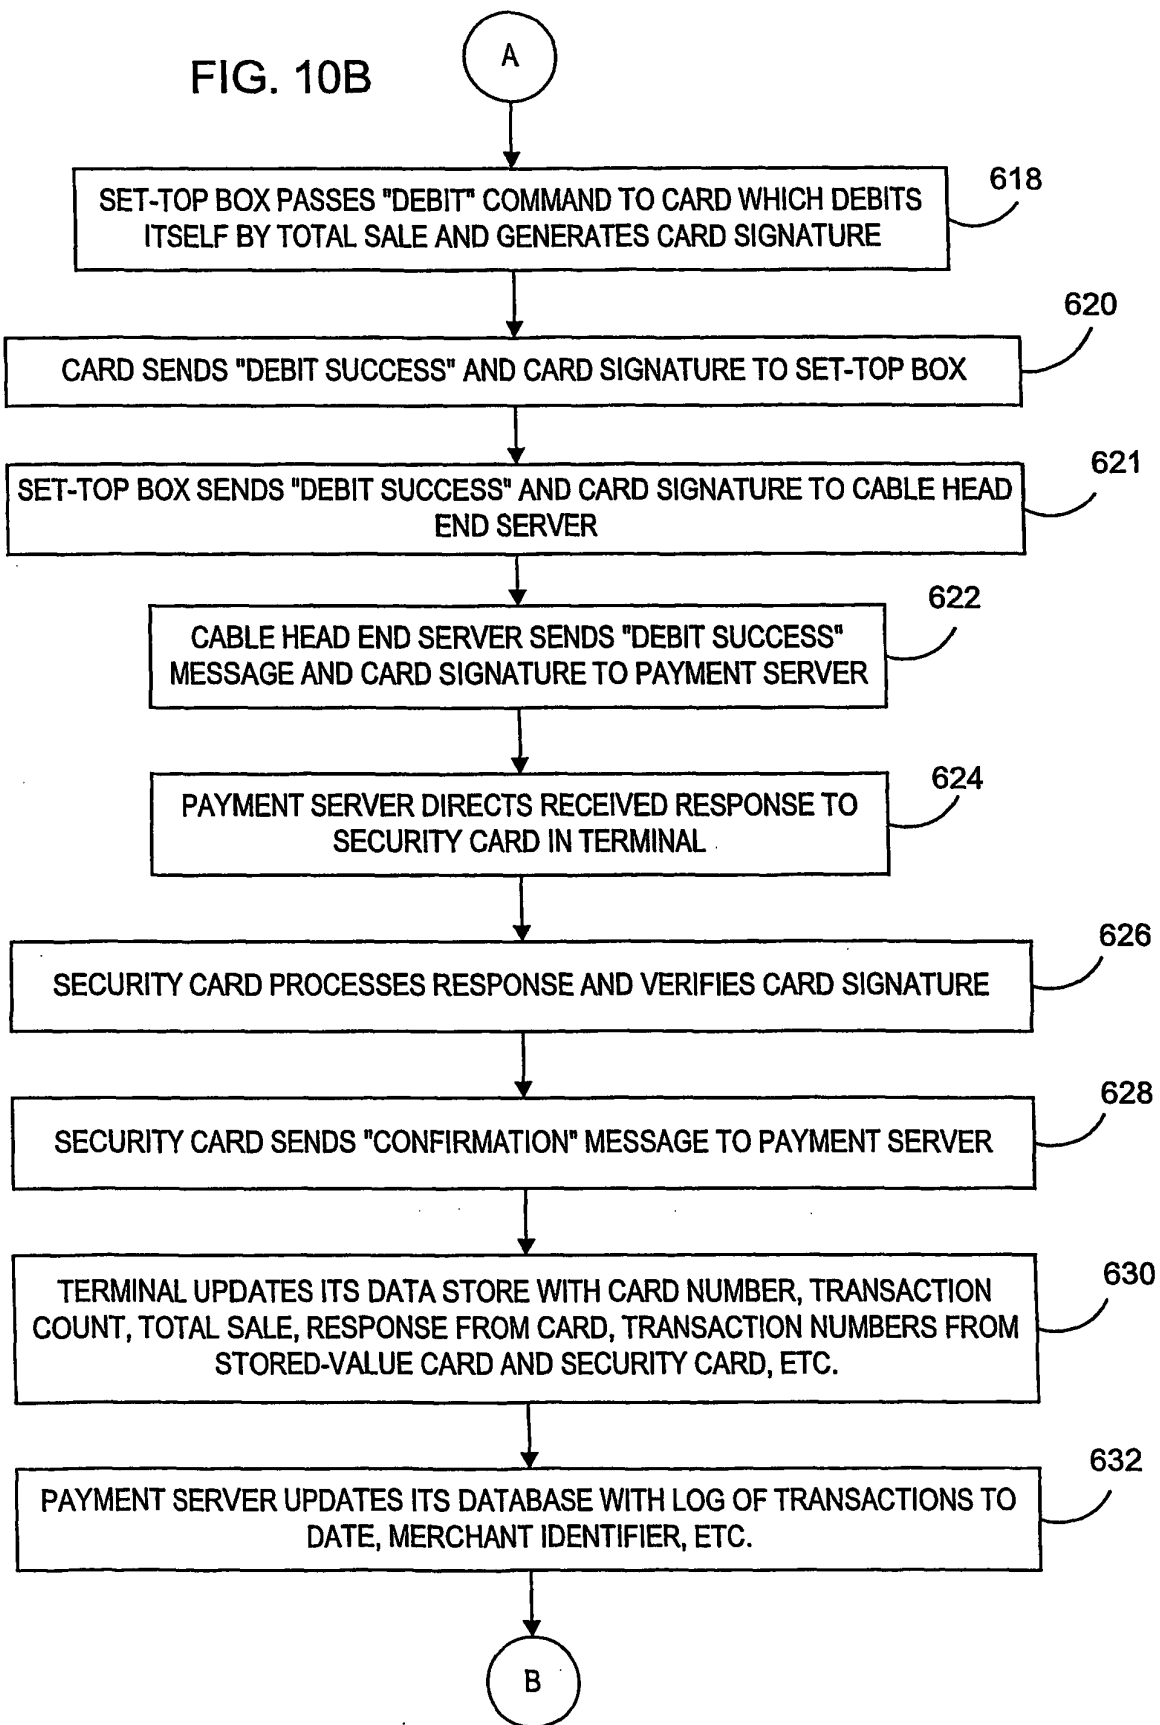 FIG. 10B
A
SET-TOP BOX PASSES "DEBIT" COMMAND TO CARD WHICH DEBITS
ITSELF BY TOTAL SALE AND GENERATES CARD SIGNATURE
618
CARD SENDS "DEBIT SUCCESS" AND CARD SIGNATURE TO SET-TOP BOX
620
SET-TOP BOX SENDS "DEBIT SUCCESS" AND CARD SIGNATURE TO CABLE HEAD
END SERVER
621
CABLE HEAD END SERVER SENDS "DEBIT SUCCESS"
MESSAGE AND CARD SIGNATURE TO PAYMENT SERVER
622
PAYMENT SERVER DIRECTS RECEIVED RESPONSE TO
SECURITY CARD IN TERMINAL
624
SECURITY CARD PROCESSES RESPONSE AND VERIFIES CARD SIGNATURE
626
SECURITY CARD SENDS "CONFIRMATION" MESSAGE TO PAYMENT SERVER
628
TERMINAL UPDATES ITS DATA STORE WITH CARD NUMBER, TRANSACTION
COUNT, TOTAL SALE, RESPONSE FROM CARD, TRANSACTION NUMBERS FROM
STORED-VALUE CARD AND SECURITY CARD, ETC.
630
PAYMENT SERVER UPDATES ITS DATABASE WITH LOG OF TRANSACTIONS TO
DATE, MERCHANT IDENTIFIER, ETC.
632
B